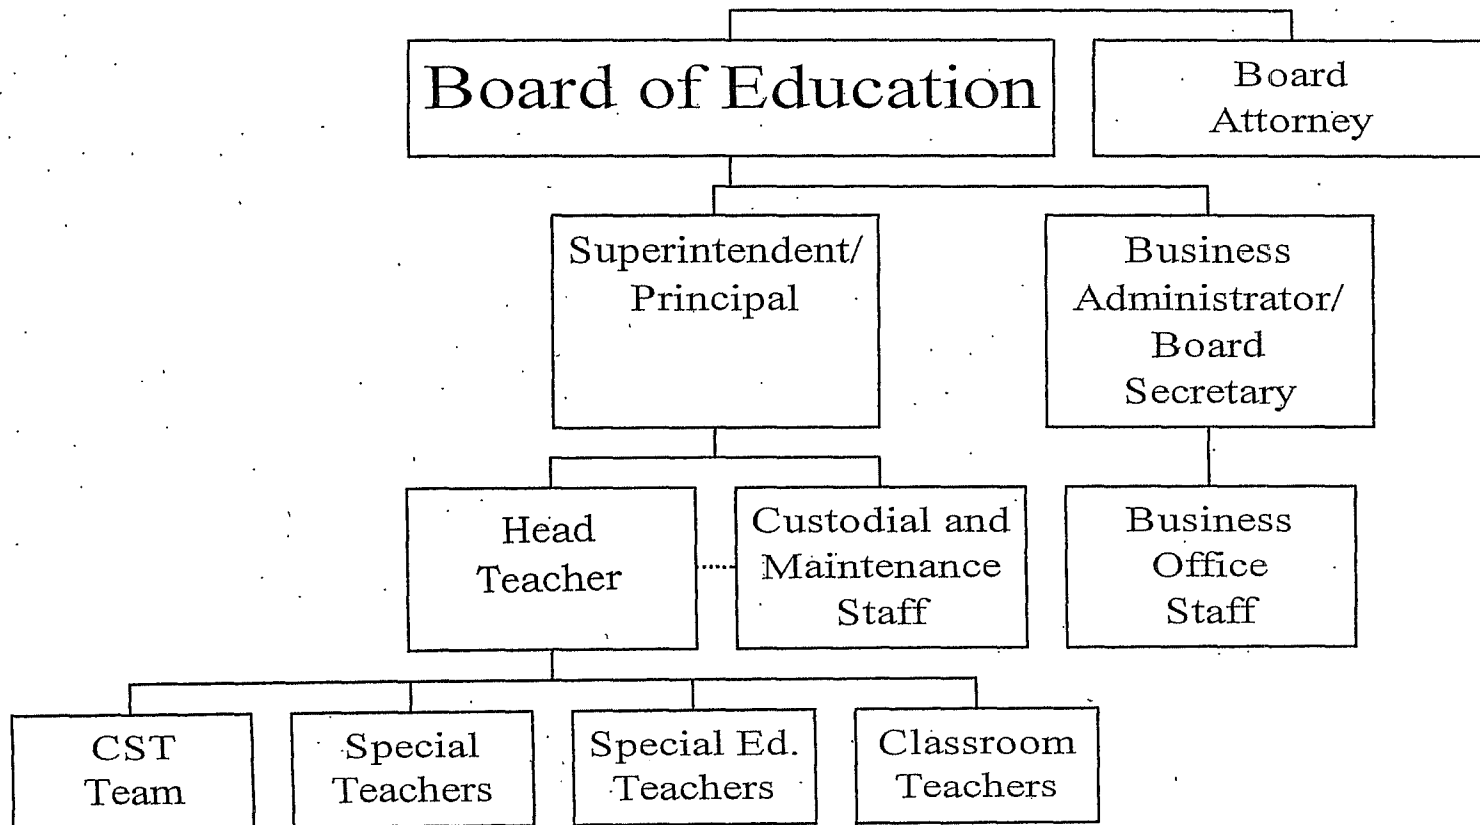 Board of Education
Board
Attorney
Superintendent/
Principal
Business
Administrator/
Board
Secretary
Head
Teacher
Custodial and
Maintenance
Staff
Business
Office
Staff
CST
Team
Special
Teachers
Special Ed.
Teachers
Classroom
Teachers